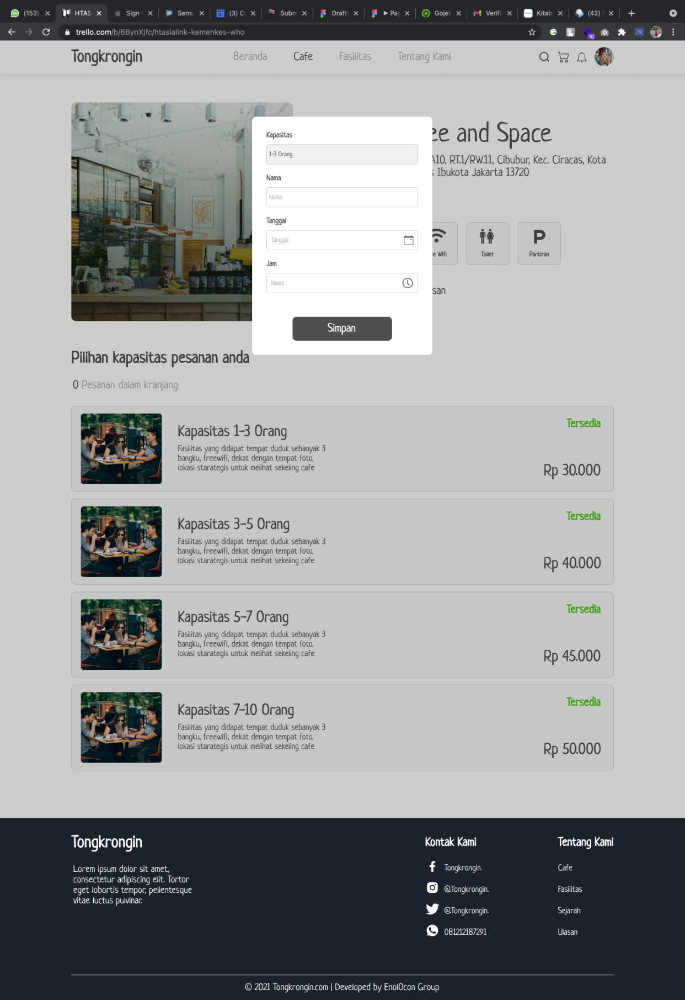 (153)
HTAS
Sign
Semu
(3) C
Subm
Draft
Pag
Gojek
Verifi
Kitab
(42)
trello.com/b/6BynXjfc/htasialink-kemenkes-who
10
Tongkrongin
Beranda
Cafe
Fasilitas
Tentang Kami
ee and Space
A10, RT.1/RW.11, Cibubur, Kec. Ciracas, Kota
s Ibukota Jakarta 13720
e Wifi
Toilet
P
Parkiran
san
Kapasitas
1-3 Orang
Nama
Nama
Tanggal
Tanggal
Jam
Nama
Simpan
Pilihan kapasitas pesanan anda
0 Pesanan dalam kranjang
Kapasitas 1-3 Orang
Fasilitas yang didapat tempat duduk sebanyak 3
bangku, freewifi, dekat dengan tempat foto,
lokasi starategis untuk melihat sekeling cafe
Tersedia
Rp 30.000
Kapasitas 3-5 Orang
Fasilitas yang didapat tempat duduk sebanyak 3
bangku, freewifi, dekat dengan tempat foto,
lokasi starategis untuk melihat sekeling cafe
Tersedia
Rp 40.000
Kapasitas 5-7 Orang
Fasilitas yang didapat tempat duduk sebanyak 3
bangku, freewifi, dekat dengan tempat foto,
lokasi starategis untuk melihat sekeling cafe
Tersedia
Rp 45.000
Kapasitas 7-10 Orang
Fasilitas yang didapat tempat duduk sebanyak 3
bangku, freewifi, dekat dengan tempat foto,
lokasi starategis untuk melihat sekeling cafe
Tersedia
Rp 50.000
Tongkrongin
Lorem ipsum dolor sit amet,
consectetur adipiscing elit. Tortor
eget lobortis tempor, pellentesque
vitae luctus pulvinar.
Kontak Kami
Tongkrongin.
@Tongkrongin.
@Tongkrongin.
081212187291
Tentang Kami
Cafe
Fasilitas
Sejarah
Ulasan
© 2021 Tongkrongin.com | Developed by EnolOcon Group